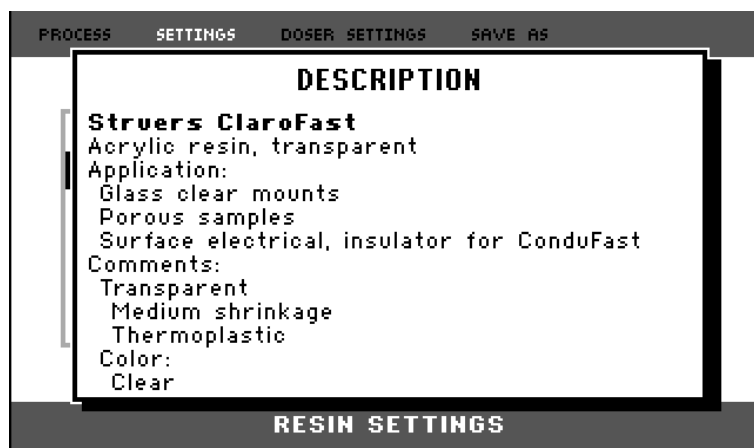 PROCESS SETTINGS DOSER SETTINGS SAVE AS
DESCRIPTION
Struers ClaroFast
Acrylic resin, transparent
Application:
Glass clear mounts
Porous samples
Surface electrical, insulator for ConduFast
Comments:
Transparent
Medium shrinkage
Thermoplastic
Color:
Clear
RESIN SETTINGS